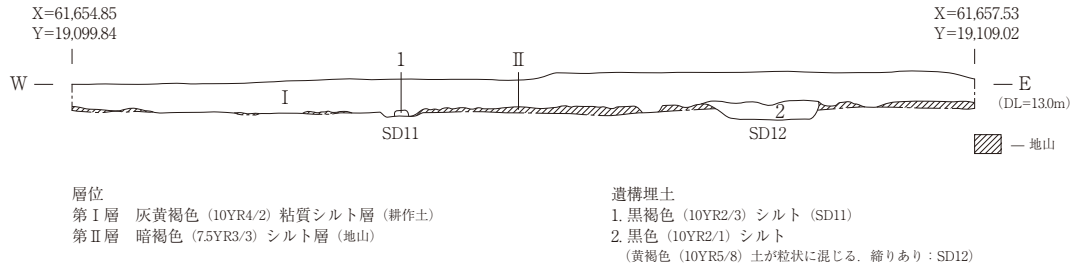 X=61,654.85
Y=19,099.84
X=61,657.53
Y=19,109.02
W
1
Ⅱ
E
(DL=13.0m)
Ⅰ
2
SD11
SD12
地山
層位
第Ⅰ層 灰黄褐色（10YR4/2）粘質シルト層（耕作土）
第Ⅱ層 暗褐色（7.5YR3/3）シルト層（地山）
遺構埋土
1. 黒褐色（10YR2/3）シルト（SD11）
2. 黒色（10YR2/1）シルト
（黄褐色（10YR5/8）土が粒状に混じる．締りあり：SD12）